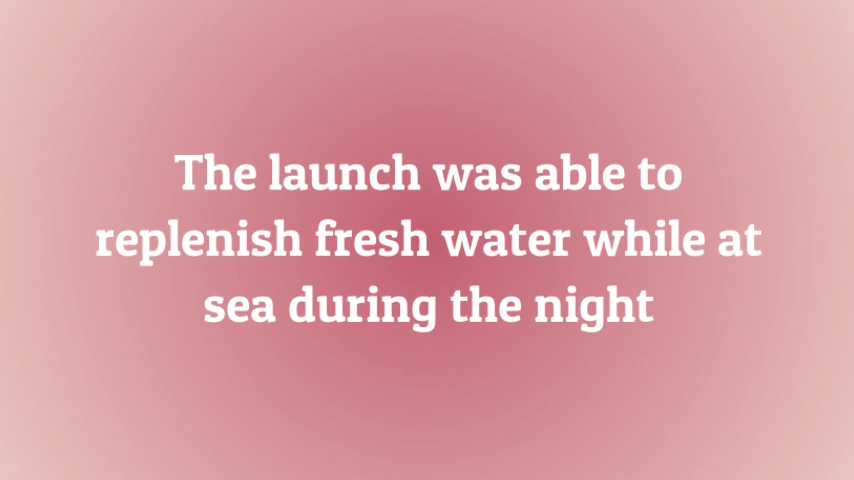 The launch was able to
replenish fresh water while at
sea during the night